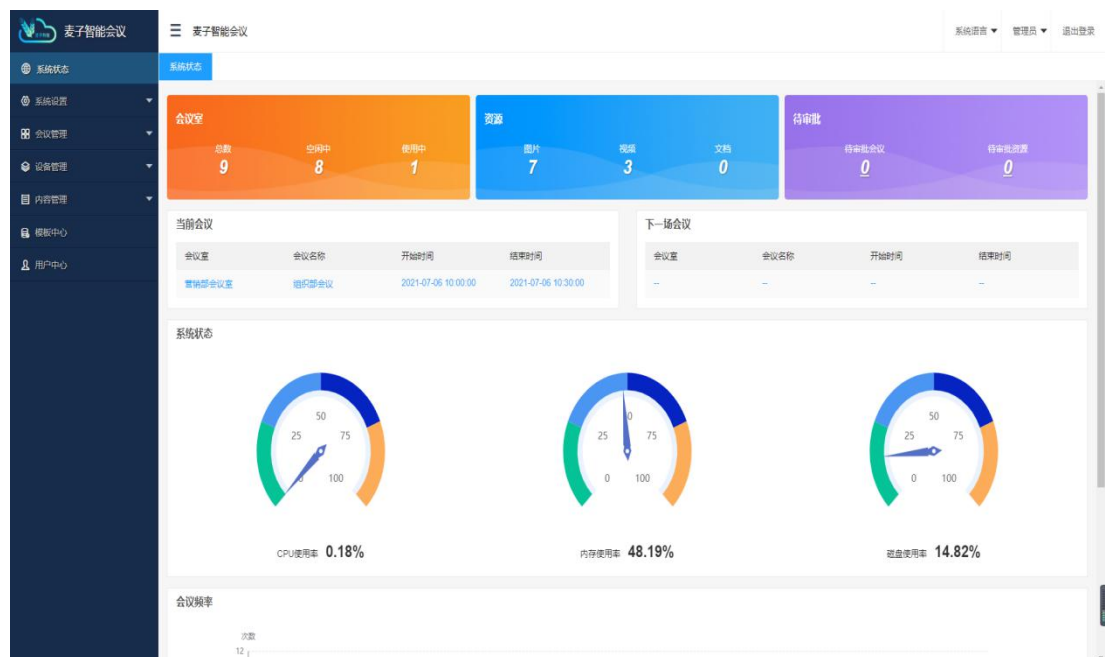 麦子智能会议
麦子智能会议
系统语言 管理员 退出登录
系统状态
系统设置
会议管理
设备管理
内容管理
模板中心
用户中心
系统状态
会议室
总数 空闲中 使用中
9 8 1
资源
图片 视频 文档
7 3 0
待审批
待审批会议 待审批资源
0 0
当前会议
会议室 会议名称 开始时间 结束时间
营销部会议室 组织部会议 2021-07-06 10:00:00 2021-07-06 10:30:00
下一场会议
会议室 会议名称 开始时间 结束时间
-- -- -- --
系统状态
50
25 75
0 100
CPU使用率 0.18%
0
25 75
0 100
内存使用率 48.19%
50
25 75
0 100
磁盘使用率 14.82%
会议频率
次数
12